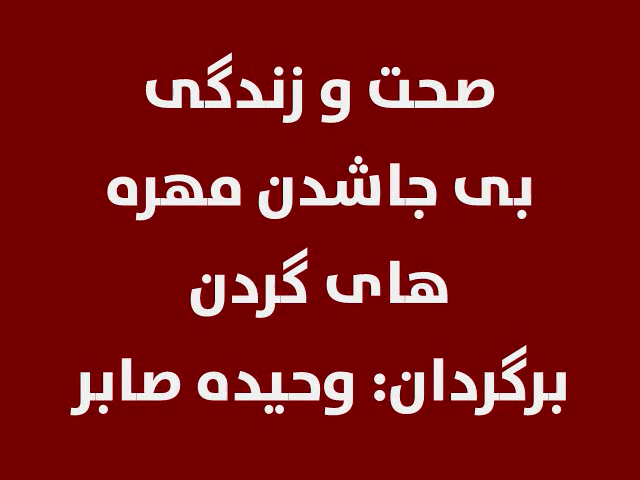 صحت و زندگی
بی جاشدن مهره
های گردن
برگردان: وحیده صابر